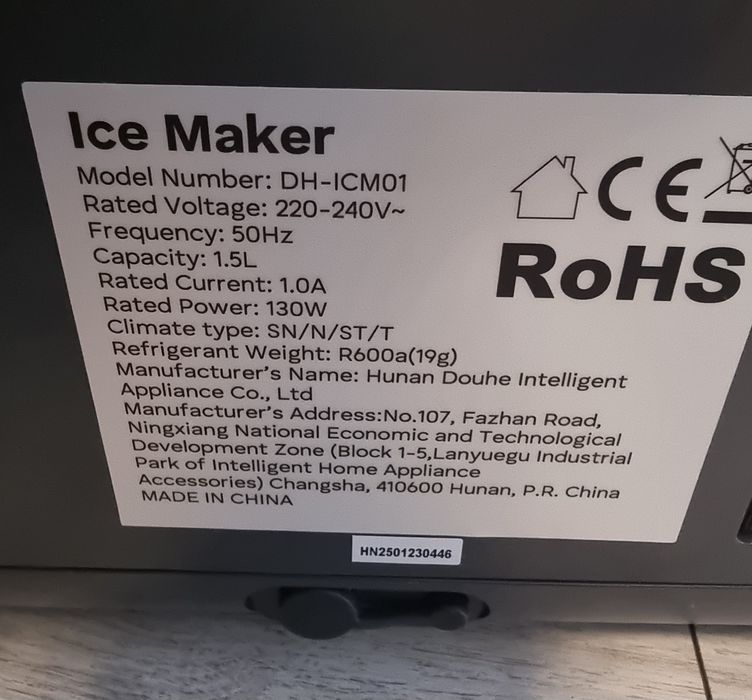 Ice Maker
Model Number: DH-ICM01
Rated Voltage: 220-240V~
Frequency: 50Hz
Capacity: 1.5L
Rated Current: 1.0A
Rated Power: 130W
Climate type: SN/N/ST/T
Refrigerant Weight: R600a(19g)
Manufacturer's Name: Hunan Douhe Intelligent
Appliance Co., Ltd
Manufacturer's Address:No.107, Fazhan Road,
Ningxiang National Economic and Technological
Development Zone (Block 1-5,Lanyuegu Industrial
Park of Intelligent Home Appliance
Accessories) Changsha, 410600 Hunan, P.R. China
MADE IN CHINA
CE
RoHS
HN2501230446